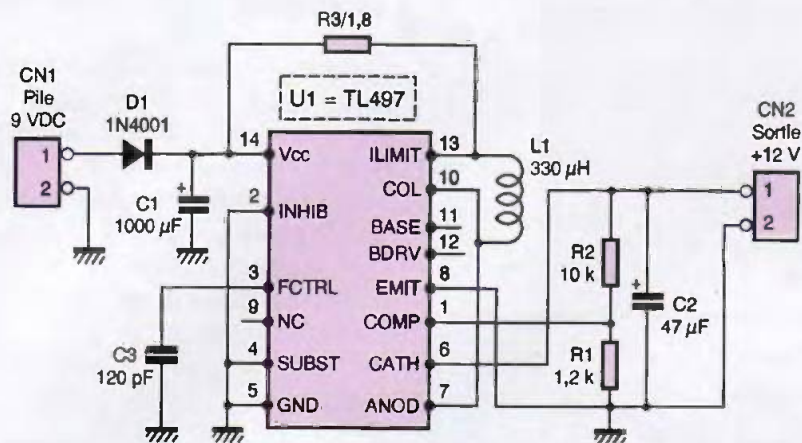 R3/1,8
CN1
Pile
9 VDC
D1
1N4001
U1 = TL497
CN2
Sortie
+12 V
1
2
C1
1000 µF
14
Vcc
2
INHIB
3
FCTRL
9
NC
4
SUBST
5
GND
C3
120 pF
ILIMIT
13
COL
10
BASE
11
BDRV
12
EMIT
8
COMP
1
CATH
6
ANOD
7
L1
330 µH
R2
10 k
R1
1,2 k
C2
47 µF
1
2
+
+